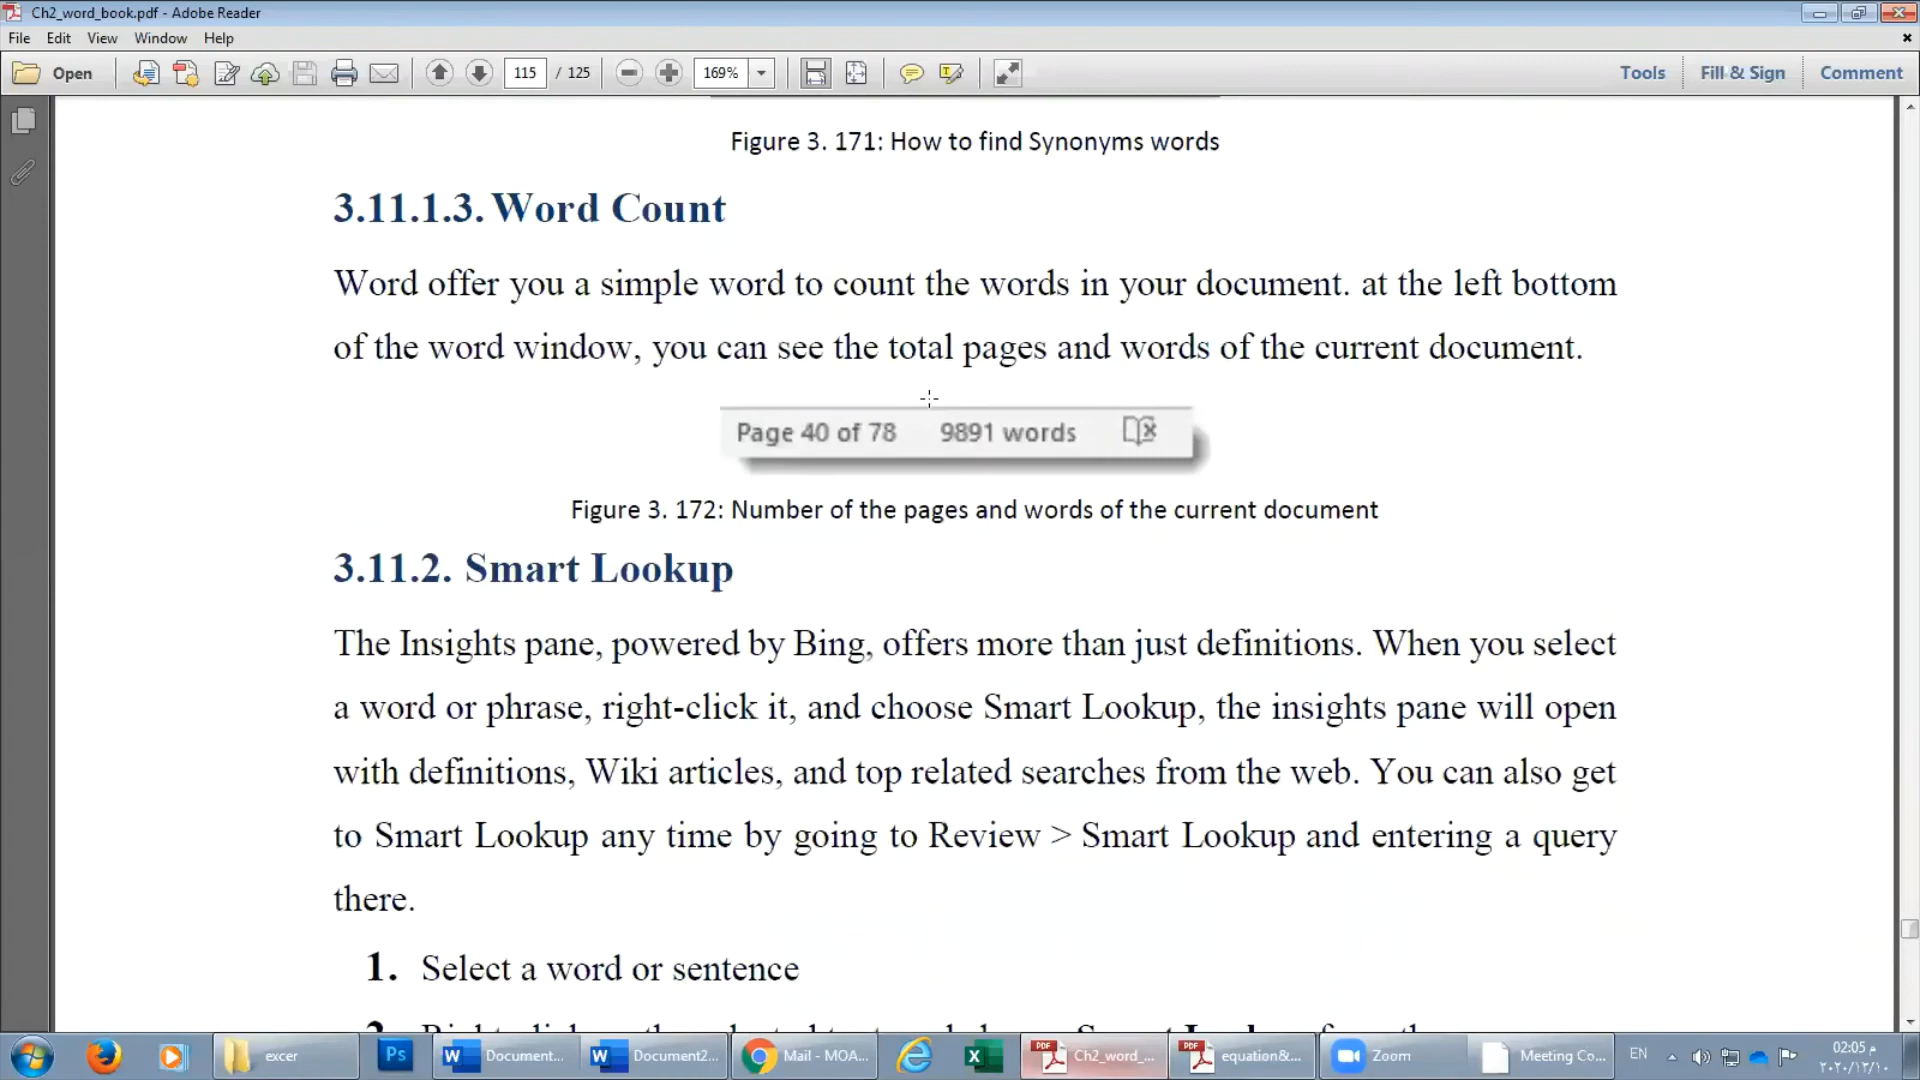 Ch2_word_book.pdf - Adobe Reader
File Edit View Window Help
Open 115 / 125 169% Tools Fill & Sign Comment
Figure 3. 171: How to find Synonyms words
3.11.1.3. Word Count
Word offer you a simple word to count the words in your document. at the left bottom
of the word window, you can see the total pages and words of the current document.
Page 40 of 78 9891 words
Figure 3. 172: Number of the pages and words of the current document
3.11.2. Smart Lookup
The Insights pane, powered by Bing, offers more than just definitions. When you select
a word or phrase, right-click it, and choose Smart Lookup, the insights pane will open
with definitions, Wiki articles, and top related searches from the web. You can also get
to Smart Lookup any time by going to Review > Smart Lookup and entering a query
there.
1. Select a word or sentence
excer Ps Document... Document2... Mail - MOA... Ch2_word_... equation&... Zoom Meeting Co... EN
02:05 م
٢٠٢٠/١٢/١٠